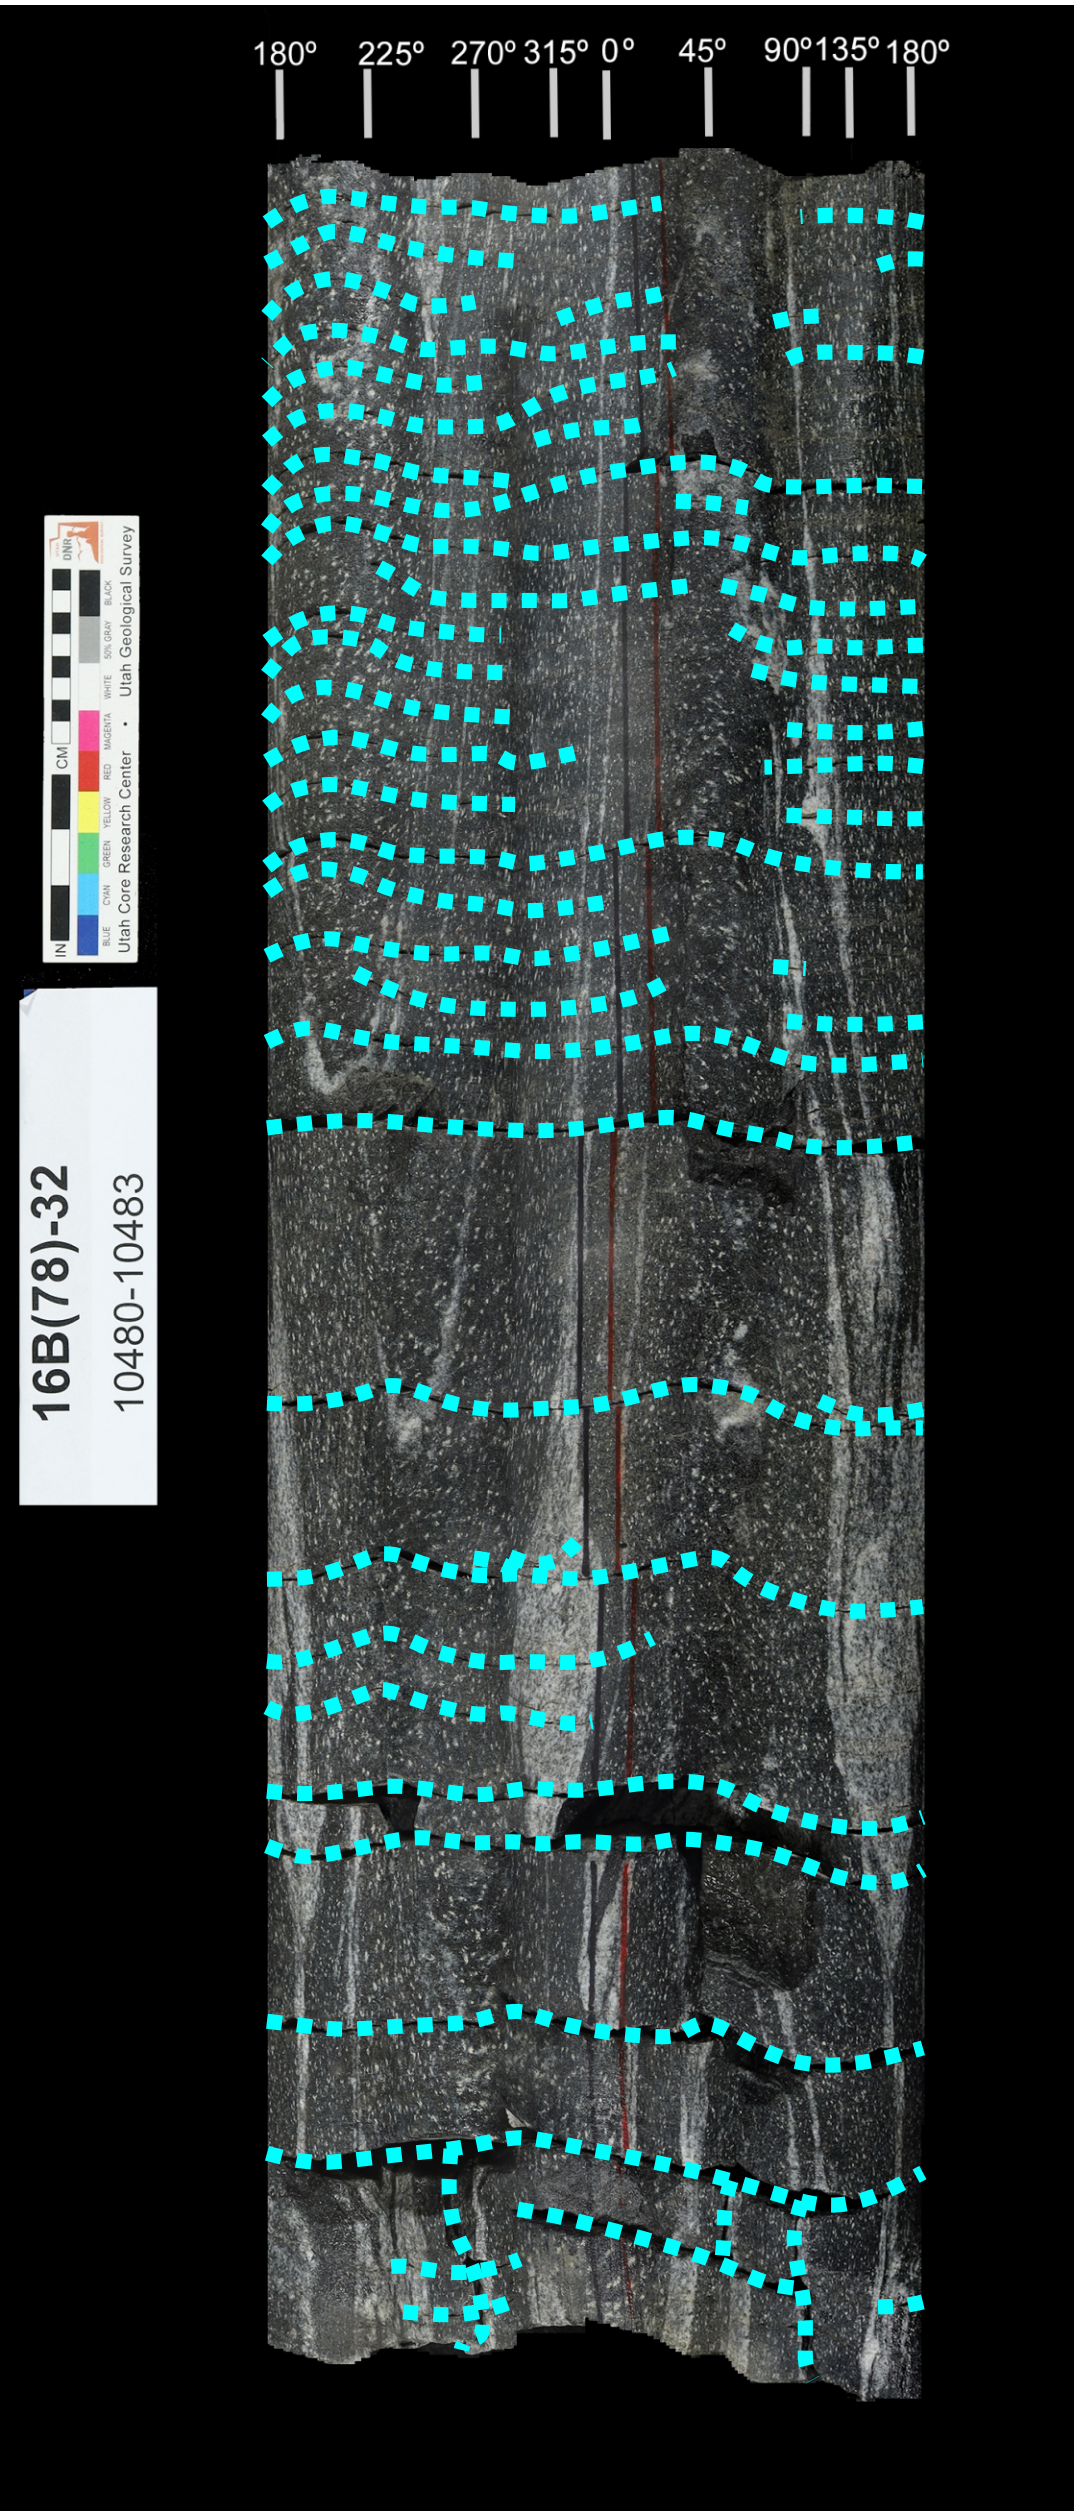 180º 225º 270º 315º 0º 45º 90º 135º 180º
DNR
Utah Core Research Center • Utah Geological Survey
BLUE CYAN GREEN YELLOW RED MAGENTA WHITE 50% GRAY BLACK
IN CM
16B(78)-32
10480-10483